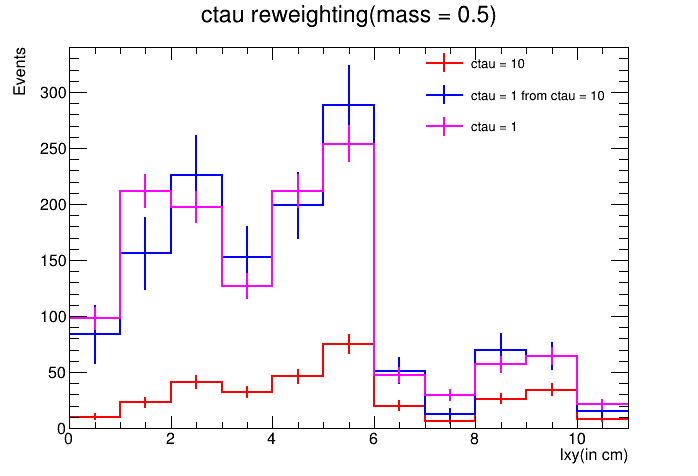 ctau reweighting(mass = 0.5)
Events
ctau = 10
ctau = 1 from ctau = 10
ctau = 1
300
250
200
150
100
50
0
0 2 4 6 8 10
lxy(in cm)